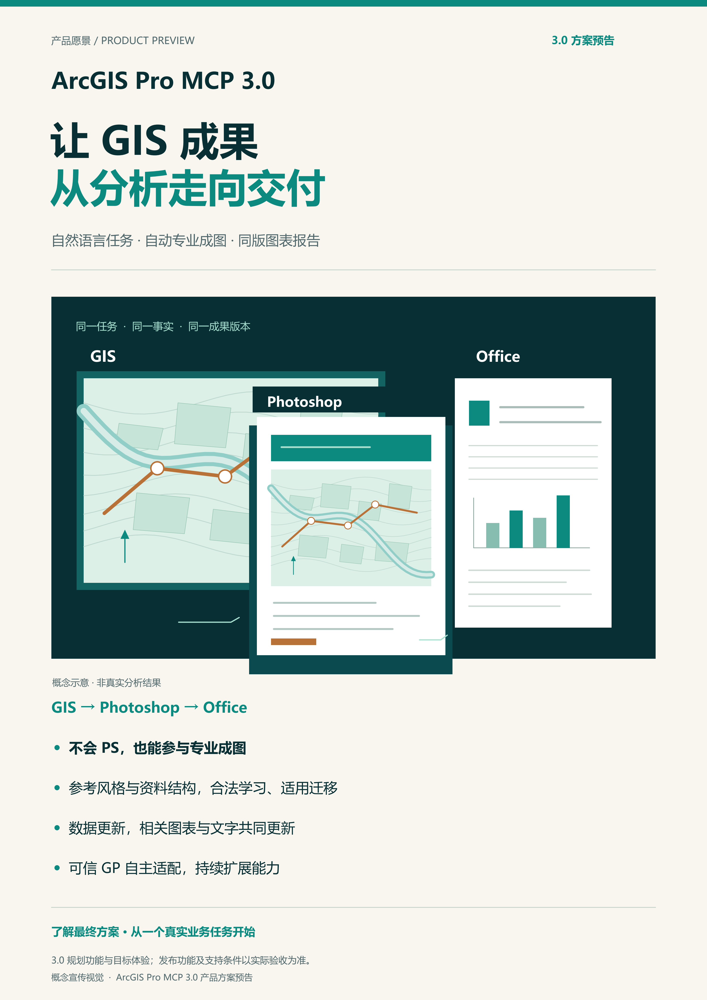 产品愿景 / PRODUCT PREVIEW
3.0 方案预告
ArcGIS Pro MCP 3.0
让 GIS 成果
从分析走向交付
自然语言任务 · 自动专业成图 · 同版图表报告
同一任务 · 同一事实 · 同一成果版本
GIS
Office
Photoshop
概念示意 · 非真实分析结果
GIS → Photoshop → Office
• 不会 PS，也能参与专业成图
• 参考风格与资料结构，合法学习、适用迁移
• 数据更新，相关图表与文字共同更新
• 可信 GP 自主适配，持续扩展能力
了解最终方案 · 从一个真实业务任务开始
3.0 规划功能与目标体验；发布功能及支持条件以实际验收为准。
概念宣传视觉 · ArcGIS Pro MCP 3.0 产品方案预告